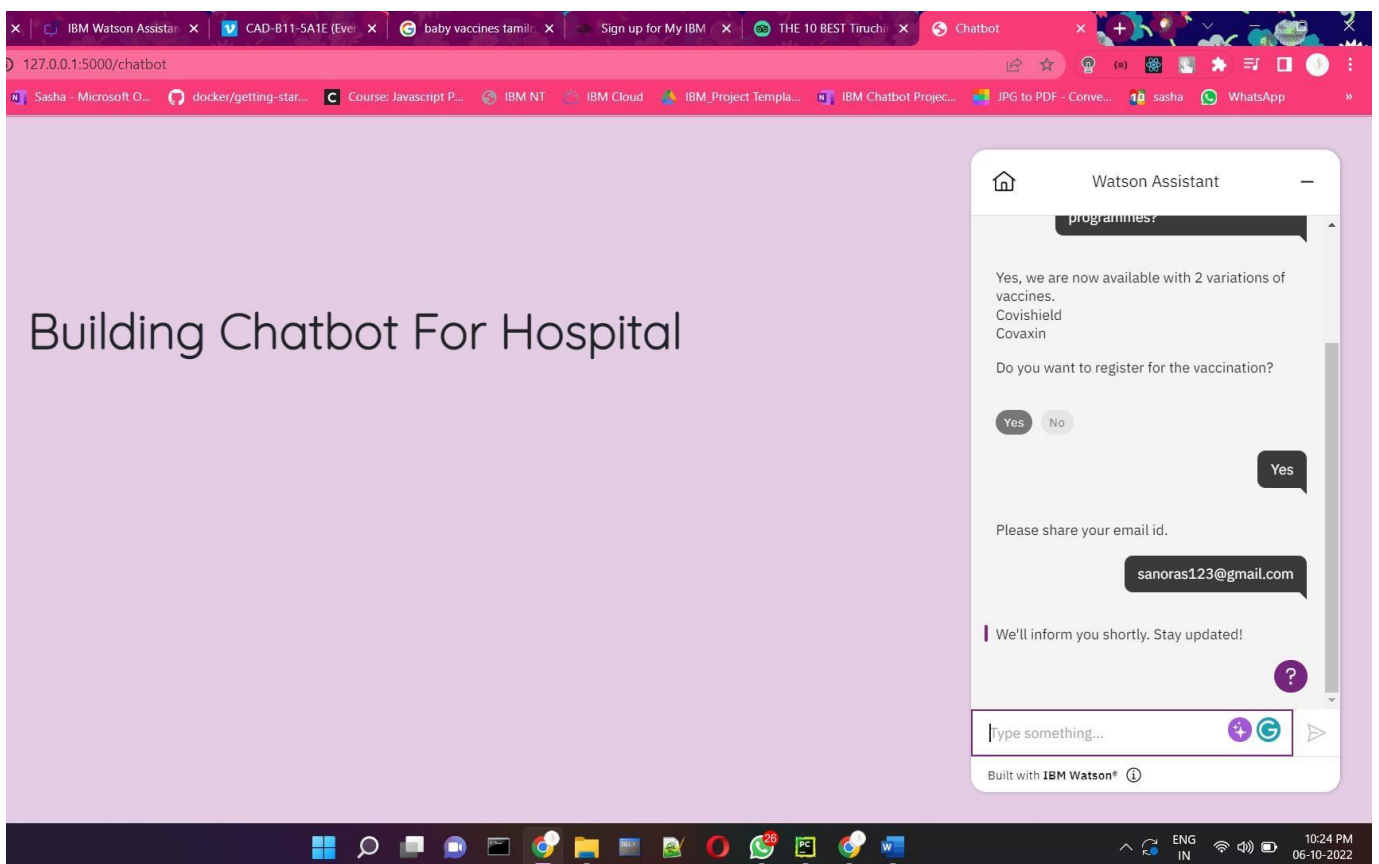 IBM Watson Assistan
CAD-B11-5A1E (Eve
baby vaccines tamiln
Sign up for My IBM
THE 10 BEST Tiruchir
Chatbot
127.0.0.1:5000/chatbot
Sasha - Microsoft O...
docker/getting-star...
Course: Javascript P...
IBM NT
IBM Cloud
IBM_Project Templa...
IBM Chatbot Projec...
JPG to PDF - Conve...
sasha
WhatsApp
Building Chatbot For Hospital
Watson Assistant
programmes?
Yes, we are now available with 2 variations of
vaccines.
Covishield
Covaxin
Do you want to register for the vaccination?
Yes No
Yes
Please share your email id.
sanoras123@gmail.com
We'll inform you shortly. Stay updated!
?
Type something...
Built with IBM Watson®
26
ENG
IN
10:24 PM
06-10-2022